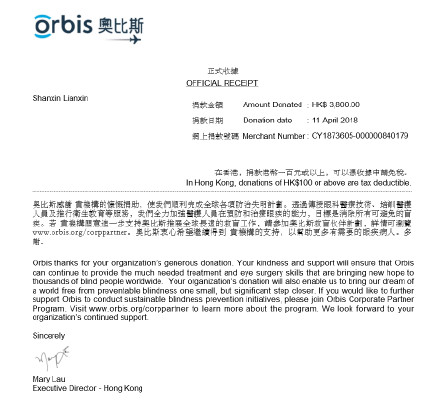 orbis 奧比斯
正式收據
OFFICIAL RECEIPT
Shanxin Lianxin
捐款金額 Amount Donated : HK$ 3,800.00
捐款日期 Donation date : 11 April 2018
網上捐款號碼 Merchant Number : CY1873605-000000840179
在香港，捐款港幣一百元或以上，可以憑收據申請免稅。
In Hong Kong, donations of HK$100 or above are tax deductible.
奧比斯感謝 貴機構的慷慨捐助，使我們順利完成全球各項防治失明計劃。透過傳授眼科醫療技術、培訓醫護
人員及推行衛生教育等服務，我們全力加強醫護人員在預防和治療眼疾的能力，目標是消除所有可避免的盲
疾。若 貴機構願意進一步支持奧比斯推展全球長遠的救盲工作，請參加奧比斯救盲伙伴計劃，詳情可瀏覽
www.orbis.org/corppartner。奧比斯衷心希望繼續得到 貴機構的支持，以幫助更多有需要的眼疾病人。多
謝。
Orbis thanks for your organization's generous donation. Your kindness and support will ensure that Orbis
can continue to provide the much needed treatment and eye surgery skills that are bringing new hope to
thousands of blind people worldwide. Your organization's donation will also enable us to bring our dream of
a world free from preventable blindness one small, but significant step closer. If you would like to further
support Orbis to conduct sustainable blindness prevention initiatives, please join Orbis Corporate Partner
Program. Visit www.orbis.org/corppartner to learn more about the program. We look forward to your
organization's continued support.
Sincerely
Mary Lau
Executive Director - Hong Kong